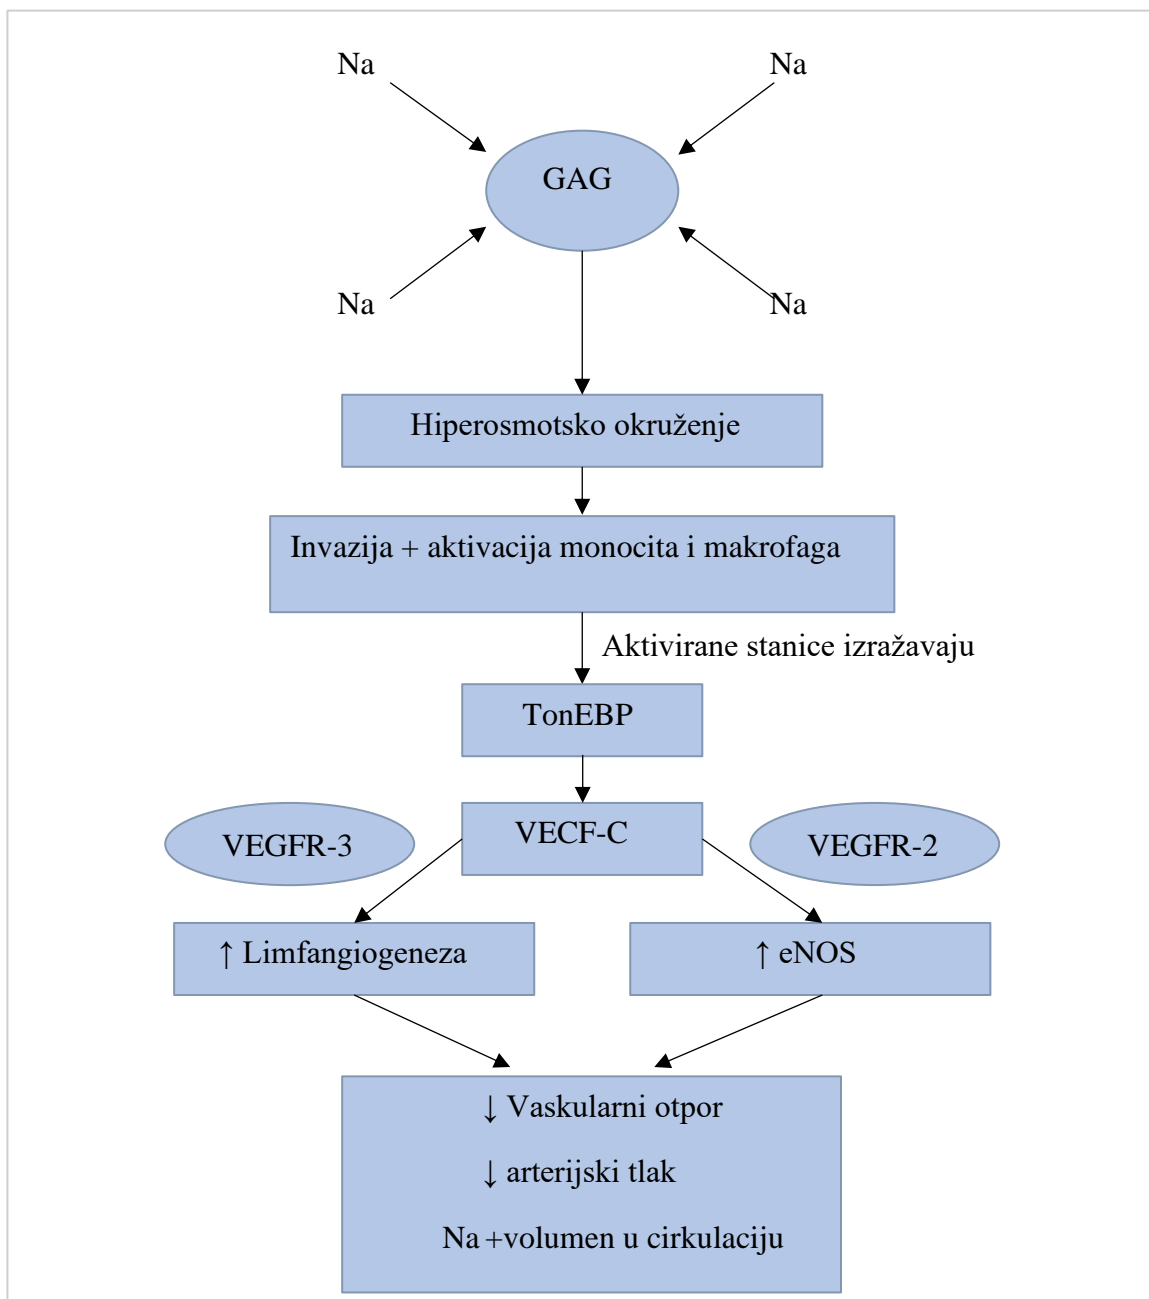 Na
Na
GAG
Na
Na
Hiperosmotsko okruženje
Invazija + aktivacija monocita i makrofaga
Aktivirane stanice izražavaju
TonEBP
VEGFR-3
VECF-C
VEGFR-2
↑ Limfangiogeneza
↑ eNOS
↓ Vaskularni otpor
↓ arterijski tlak
Na +volumen u cirkulaciju